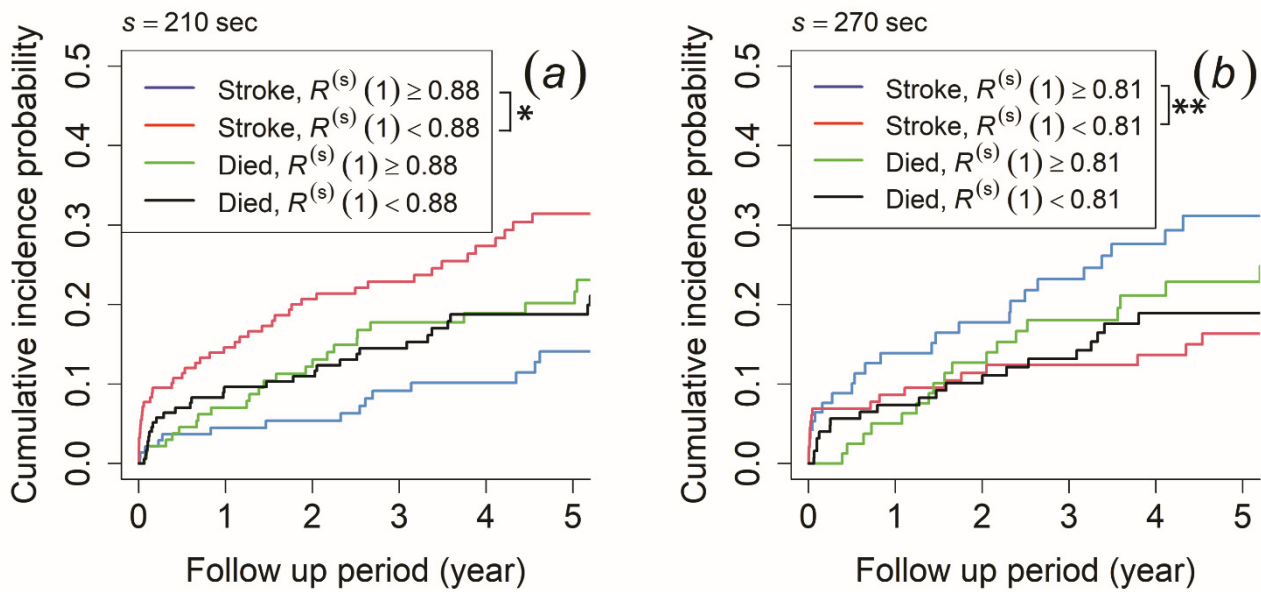 s = 210 sec
(a)
Cumulative incidence probability
0.5
0.4
0.3
0.2
0.1
0.0
Stroke, R(s) (1) ≥ 0.88
Stroke, R(s) (1) < 0.88
*
Died, R(s) (1) ≥ 0.88
Died, R(s) (1) < 0.88
0 1 2 3 4 5
Follow up period (year)
s = 270 sec
(b)
Cumulative incidence probability
0.5
0.4
0.3
0.2
0.1
0.0
Stroke, R(s) (1) ≥ 0.81
Stroke, R(s) (1) < 0.81
**
Died, R(s) (1) ≥ 0.81
Died, R(s) (1) < 0.81
0 1 2 3 4 5
Follow up period (year)